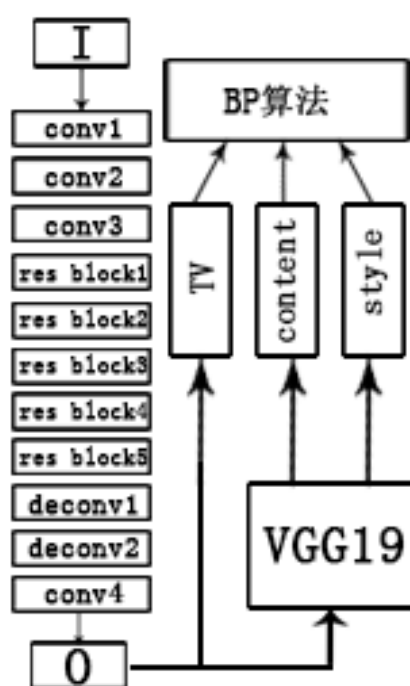 I
conv1
conv2
conv3
res block1
res block2
res block3
res block4
res block5
deconv1
deconv2
conv4
O
BP算法
TV
content
style
VGG19